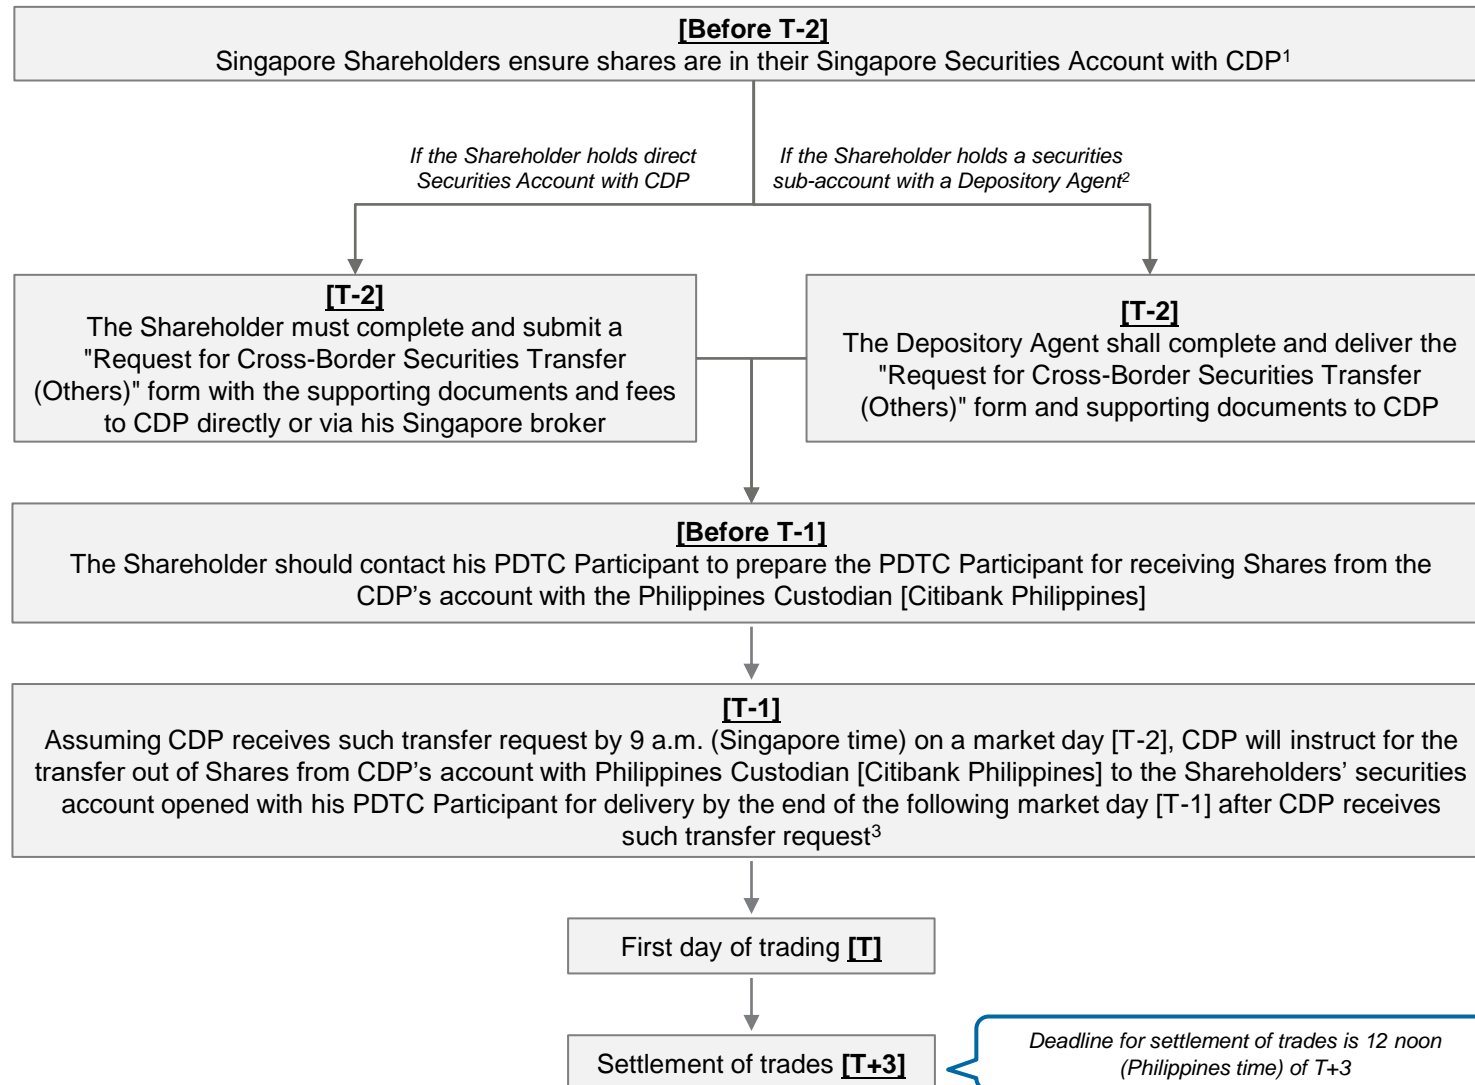 [Before T-2]
Singapore Shareholders ensure shares are in their Singapore Securities Account with CDP¹
If the Shareholder holds direct
Securities Account with CDP
If the Shareholder holds a securities
sub-account with a Depository Agent²
[T-2]
The Shareholder must complete and submit a
"Request for Cross-Border Securities Transfer
(Others)" form with the supporting documents and fees
to CDP directly or via his Singapore broker
[T-2]
The Depository Agent shall complete and deliver the
"Request for Cross-Border Securities Transfer
(Others)" form and supporting documents to CDP
[Before T-1]
The Shareholder should contact his PDTC Participant to prepare the PDTC Participant for receiving Shares from the
CDP’s account with the Philippines Custodian [Citibank Philippines]
[T-1]
Assuming CDP receives such transfer request by 9 a.m. (Singapore time) on a market day [T-2], CDP will instruct for the
transfer out of Shares from CDP’s account with Philippines Custodian [Citibank Philippines] to the Shareholders’ securities
account opened with his PDTC Participant for delivery by the end of the following market day [T-1] after CDP receives
such transfer request³
First day of trading [T]
Settlement of trades [T+3]
Deadline for settlement of trades is 12 noon
(Philippines time) of T+3